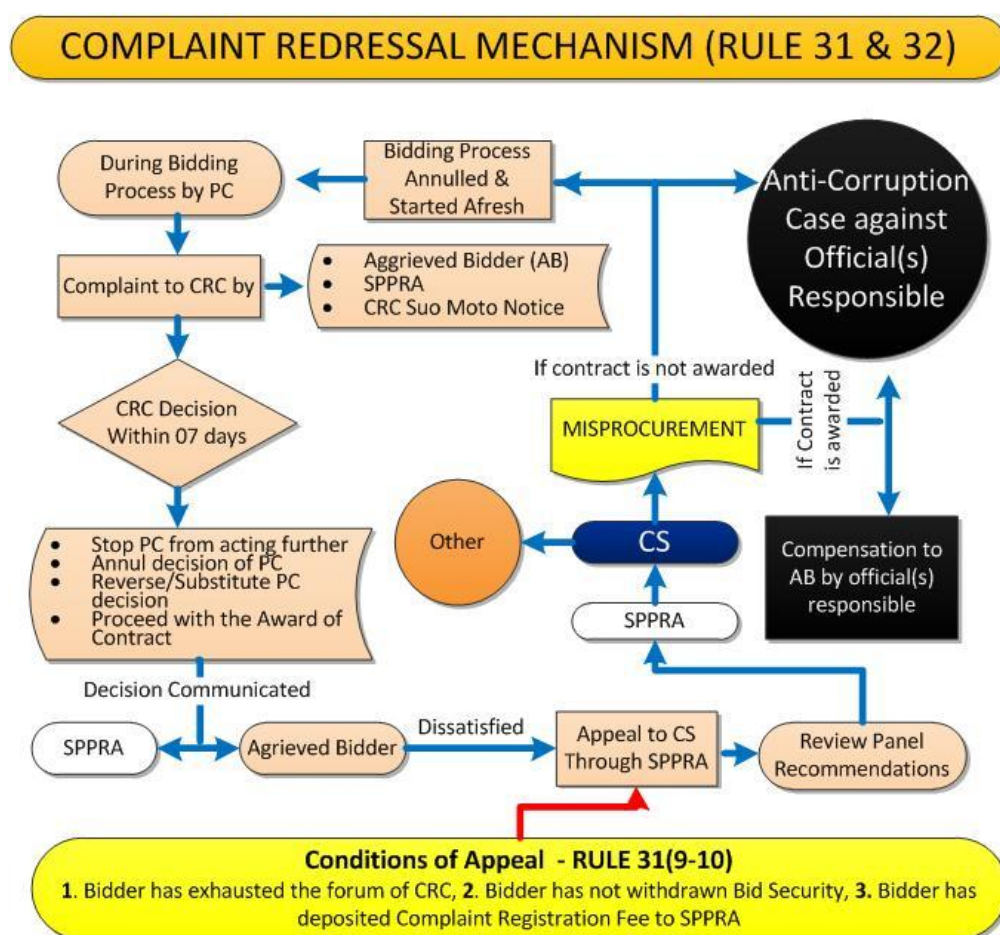 COMPLAINT REDRESSAL MECHANISM (RULE 31 & 32)
During Bidding
Process by PC
Bidding Process
Annulled &
Started Afresh
Anti-Corruption
Case against
Official(s)
Responsible
Complaint to CRC by
• Aggrieved Bidder (AB)
• SPPRA
• CRC Suo Moto Notice
If contract is not awarded
CRC Decision
Within 07 days
MISPROCUREMENT
If Contract
is awarded
• Stop PC from acting further
• Annul decision of PC
• Reverse/Substitute PC
decision
• Proceed with the Award of
Contract
Other
CS
Compensation to
AB by official(s)
responsible
SPPRA
Decision Communicated
SPPRA
Agrieved Bidder
Dissatisfied
Appeal to CS
Through SPPRA
Review Panel
Recommendations
Conditions of Appeal - RULE 31(9-10)
1. Bidder has exhausted the forum of CRC, 2. Bidder has not withdrawn Bid Security, 3. Bidder has
deposited Complaint Registration Fee to SPPRA